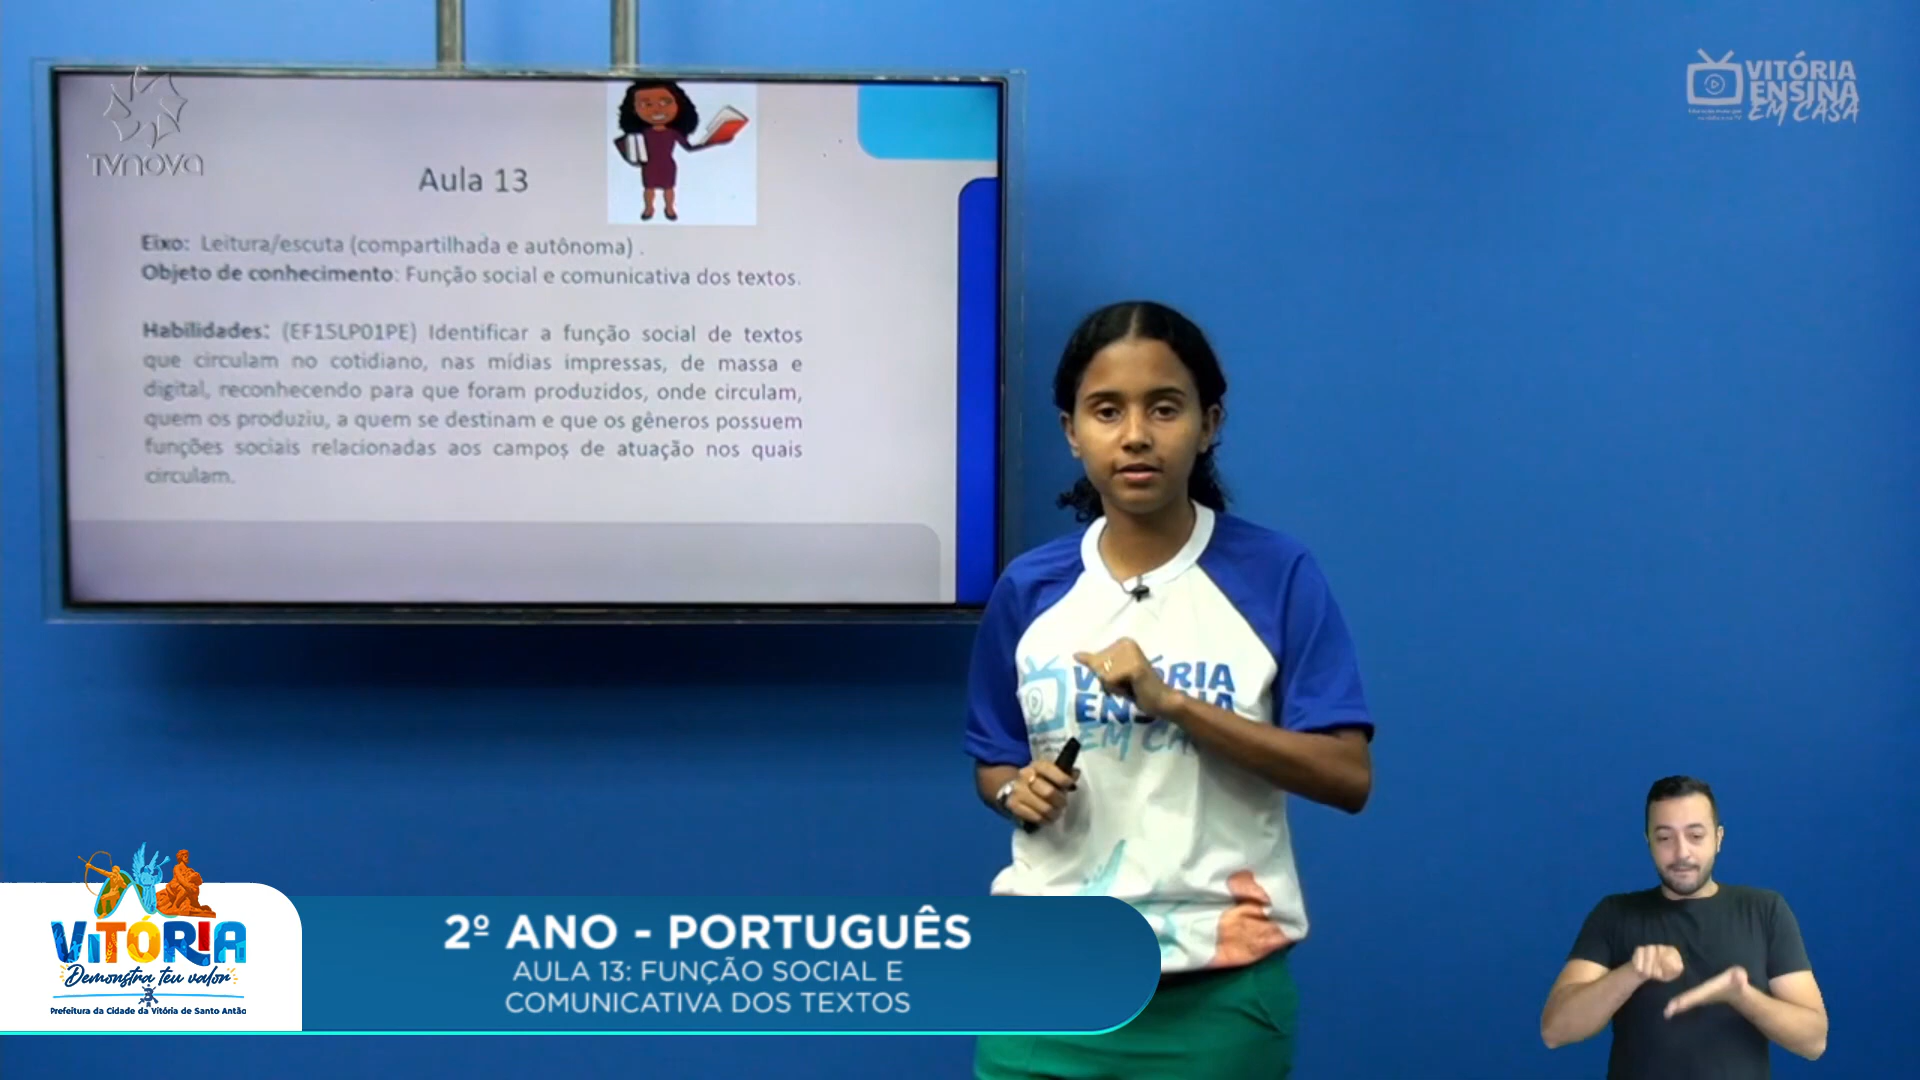 TVNOVA
Aula 13
Eixo: Leitura/escuta (compartilhada e autônoma) .
Objeto de conhecimento: Função social e comunicativa dos textos.
Habilidades: (EF15LP01PE) Identificar a função social de textos
que circulam no cotidiano, nas mídias impressas, de massa e
digital, reconhecendo para que foram produzidos, onde circulam,
quem os produziu, a quem se destinam e que os gêneros possuem
funções sociais relacionadas aos campos de atuação nos quais
circulam.
VITÓRIA
ENSINA
EM CASA
VITÓRIA
ENSINA
EM CASA
2º ANO - PORTUGUÊS
AULA 13: FUNÇÃO SOCIAL E
COMUNICATIVA DOS TEXTOS
VITÓRIA
Demonstra teu valor
Prefeitura da Cidade da Vitória de Santo Antão